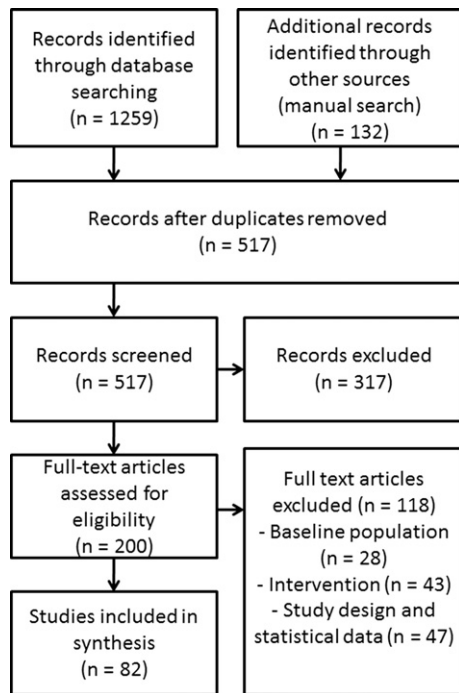 Records identified
through database
searching
(n = 1259)
Additional records
identified through
other sources
(manual search)
(n = 132)
Records after duplicates removed
(n = 517)
Records screened
(n = 517)
Records excluded
(n = 317)
Full-text articles
assessed for
eligibility
(n = 200)
Full text articles
excluded (n = 118)
- Baseline population
(n = 28)
- Intervention (n = 43)
- Study design and
statistical data (n = 47)
Studies included in
synthesis
(n = 82)